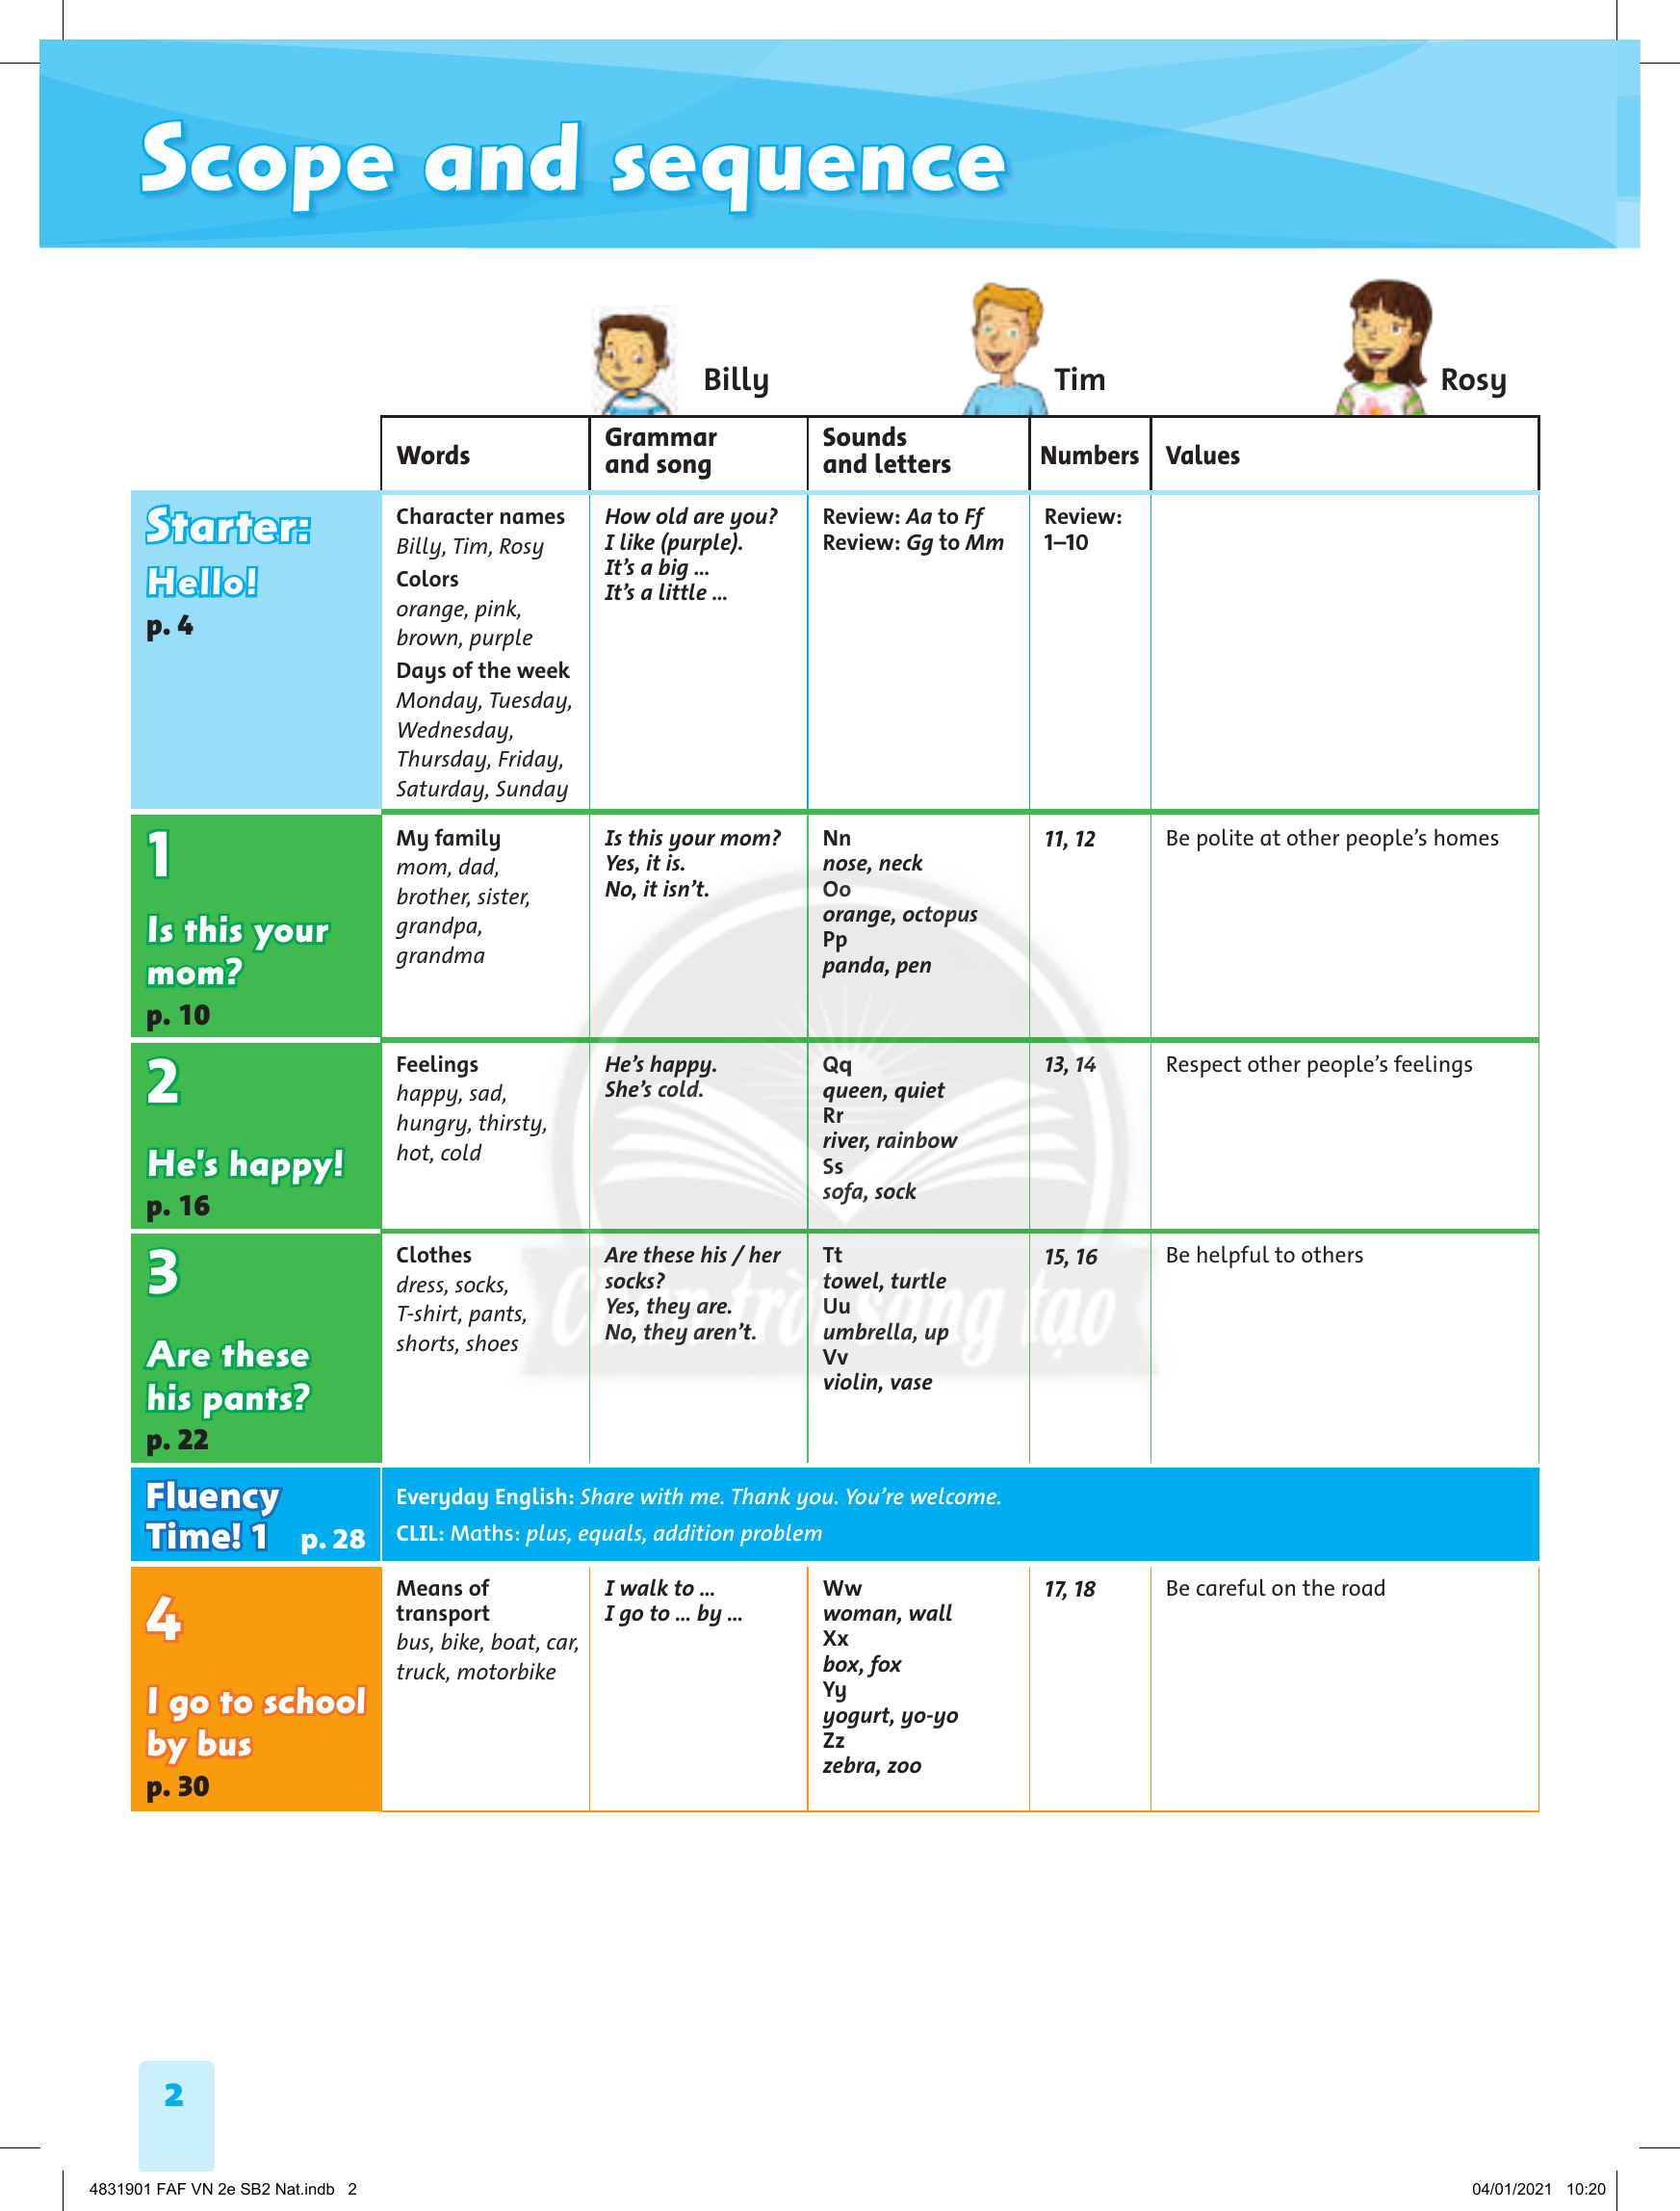 Scope and sequence
Billy
Tim
Rosy
Words
Grammar
and song
Sounds
and letters
Numbers
Values
Starter:
Hello!
p. 4
Character names
Billy, Tim, Rosy
Colors
orange, pink,
brown, purple
Days of the week
Monday, Tuesday,
Wednesday,
Thursday, Friday,
Saturday, Sunday
How old are you?
I like (purple).
It's a big ...
It's a little ...
Review: Aa to Ff
Review: Gg to Mm
Review:
1–10
1
Is this your
mom?
p. 10
My family
mom, dad,
brother, sister,
grandpa,
grandma
Is this your mom?
Yes, it is.
No, it isn't.
Nn
nose, neck
Oo
orange, octopus
Pp
panda, pen
11, 12
Be polite at other people's homes
2
He's happy!
p. 16
Feelings
happy, sad,
hungry, thirsty,
hot, cold
He's happy.
She's cold.
Qq
queen, quiet
Rr
river, rainbow
Ss
sofa, sock
13, 14
Respect other people's feelings
3
Are these
his pants?
p. 22
Clothes
dress, socks,
T-shirt, pants,
shorts, shoes
Are these his / her
socks?
Yes, they are.
No, they aren't.
Tt
towel, turtle
Uu
umbrella, up
Vv
violin, vase
15, 16
Be helpful to others
Chân trời sáng tạo
Fluency
Time! 1 p. 28
Everyday English: Share with me. Thank you. You're welcome.
CLIL: Maths: plus, equals, addition problem
4
I go to school
by bus
p. 30
Means of
transport
bus, bike, boat, car,
truck, motorbike
I walk to ...
I go to ... by ...
Ww
woman, wall
Xx
box, fox
Yy
yogurt, yo-yo
Zz
zebra, zoo
17, 18
Be careful on the road
2
4831901 FAF VN 2e SB2 Nat.indb 2
04/01/2021 10:20